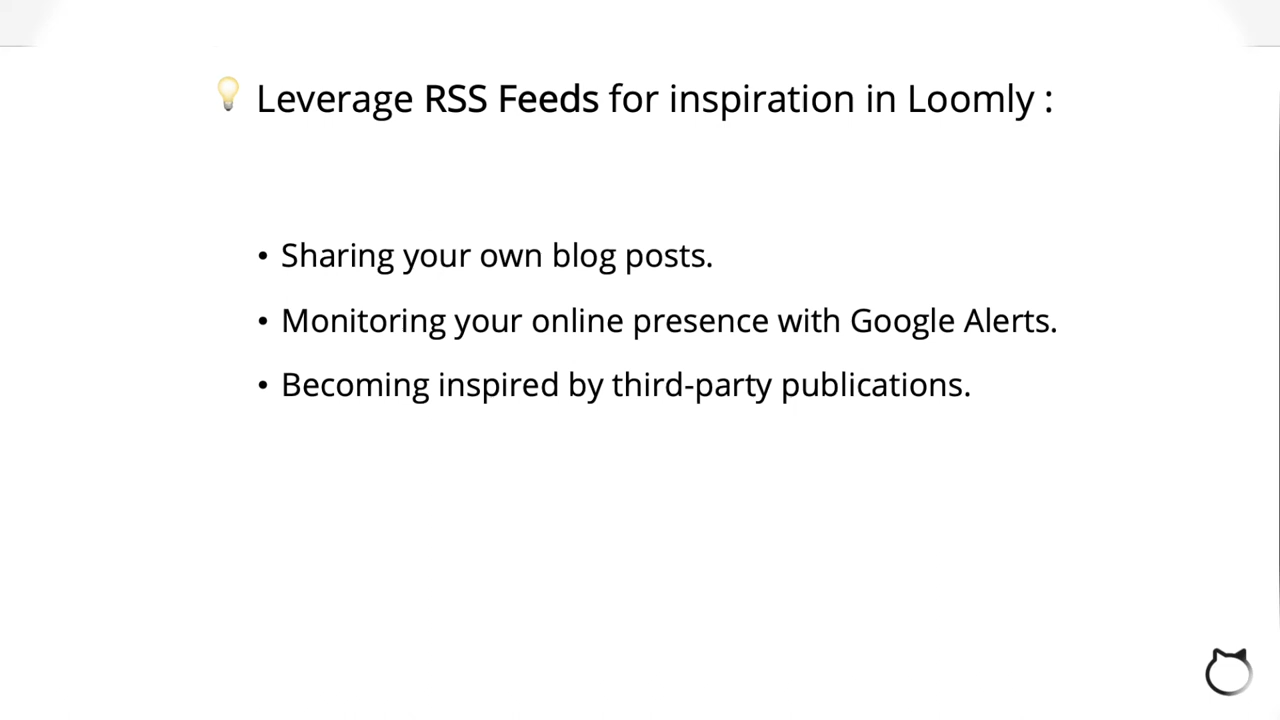 💡 Leverage RSS Feeds for inspiration in Loomly :
• Sharing your own blog posts.
• Monitoring your online presence with Google Alerts.
• Becoming inspired by third-party publications.